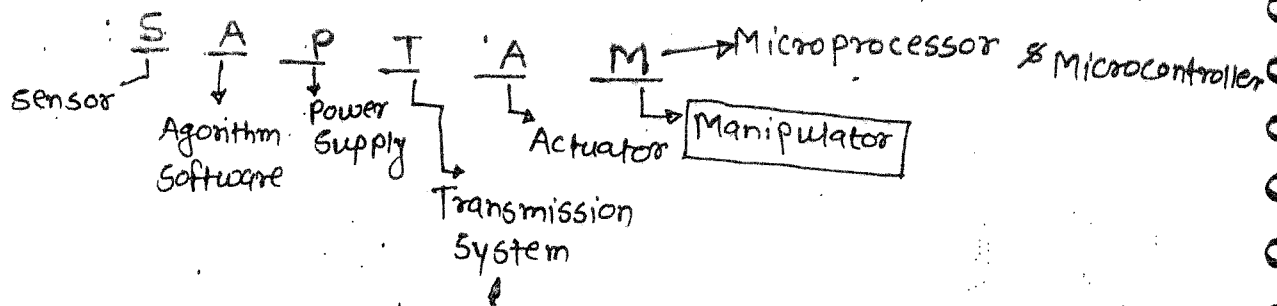 S A P T A M → Microprocessor & Microcontroller
Sensor
Agorithm Software
Power Supply
Transmission System
Actuator
Manipulator